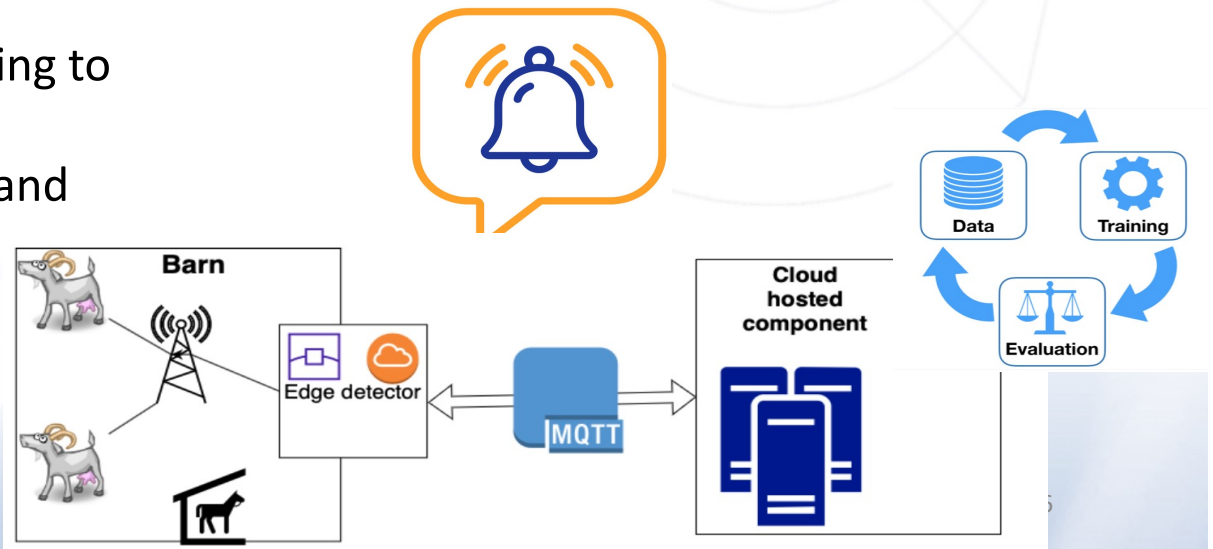 ing to
and
Data
Training
Evaluation
Barn
Edge detector
MQTT
Cloud
hosted
component